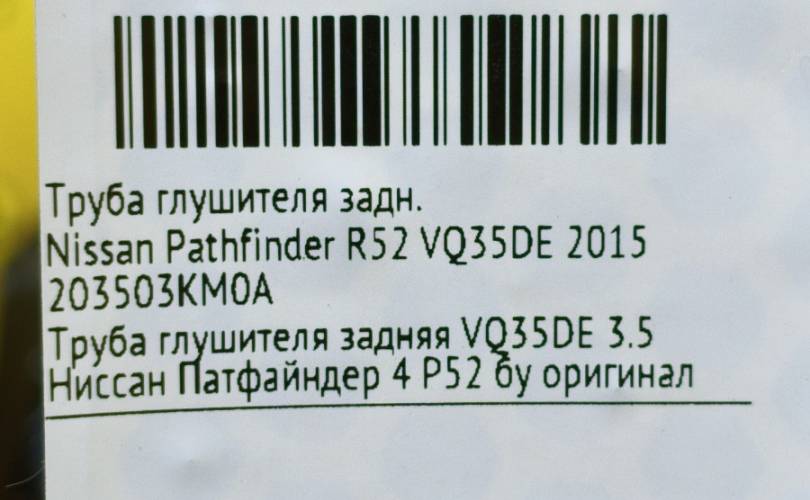 Труба глушителя задн.
Nissan Pathfinder R52 VQ35DE 2015
203503KM0A
Труба глушителя задняя VQ35DE 3.5
Ниссан Патфайндер 4 Р52 бу оригинал